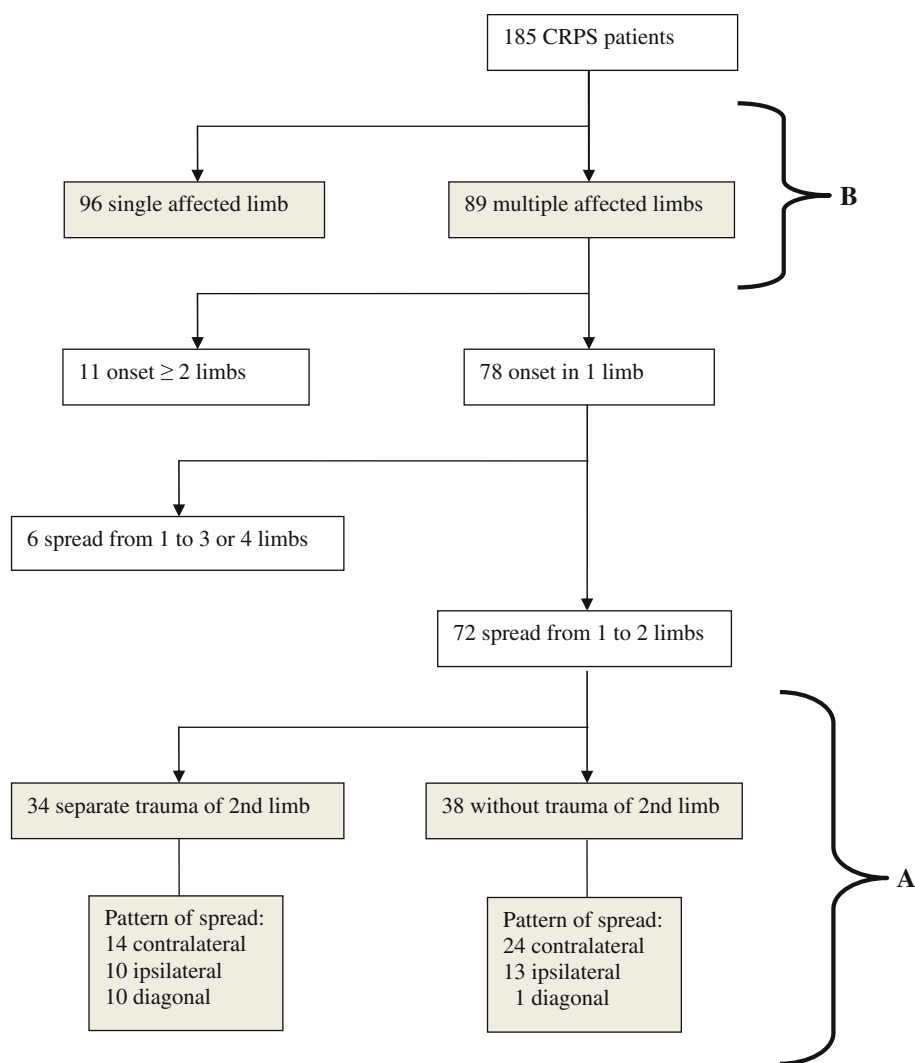 185 CRPS patients
96 single affected limb
89 multiple affected limbs
B
11 onset ≥ 2 limbs
78 onset in 1 limb
6 spread from 1 to 3 or 4 limbs
72 spread from 1 to 2 limbs
34 separate trauma of 2nd limb
38 without trauma of 2nd limb
A
Pattern of spread:
14 contralateral
10 ipsilateral
10 diagonal
Pattern of spread:
24 contralateral
13 ipsilateral
1 diagonal